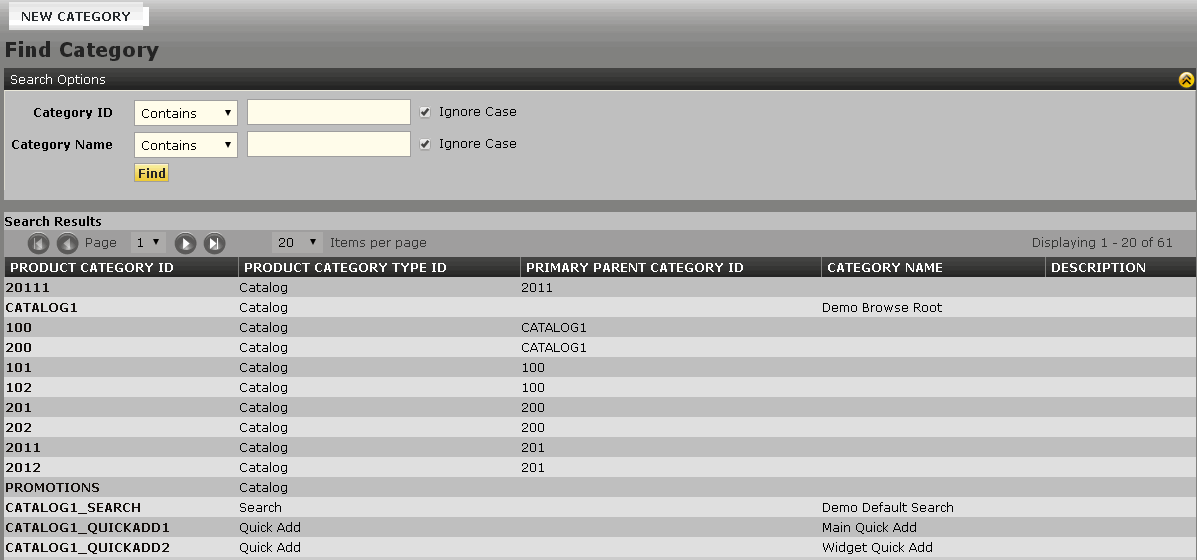 NEW CATEGORY
Find Category
Search Options
Category ID Contains Ignore Case
Category Name Contains Ignore Case
Find
Search Results
Page 1 20 Items per page Displaying 1 - 20 of 61
PRODUCT CATEGORY ID PRODUCT CATEGORY TYPE ID PRIMARY PARENT CATEGORY ID CATEGORY NAME DESCRIPTION
20111 Catalog 2011
CATALOG1 Catalog Demo Browse Root
100 Catalog CATALOG1
200 Catalog CATALOG1
101 Catalog 100
102 Catalog 100
201 Catalog 200
202 Catalog 200
2011 Catalog 201
2012 Catalog 201
PROMOTIONS Catalog
CATALOG1_SEARCH Search Demo Default Search
CATALOG1_QUICKADD1 Quick Add Main Quick Add
CATALOG1_QUICKADD2 Quick Add Widget Quick Add